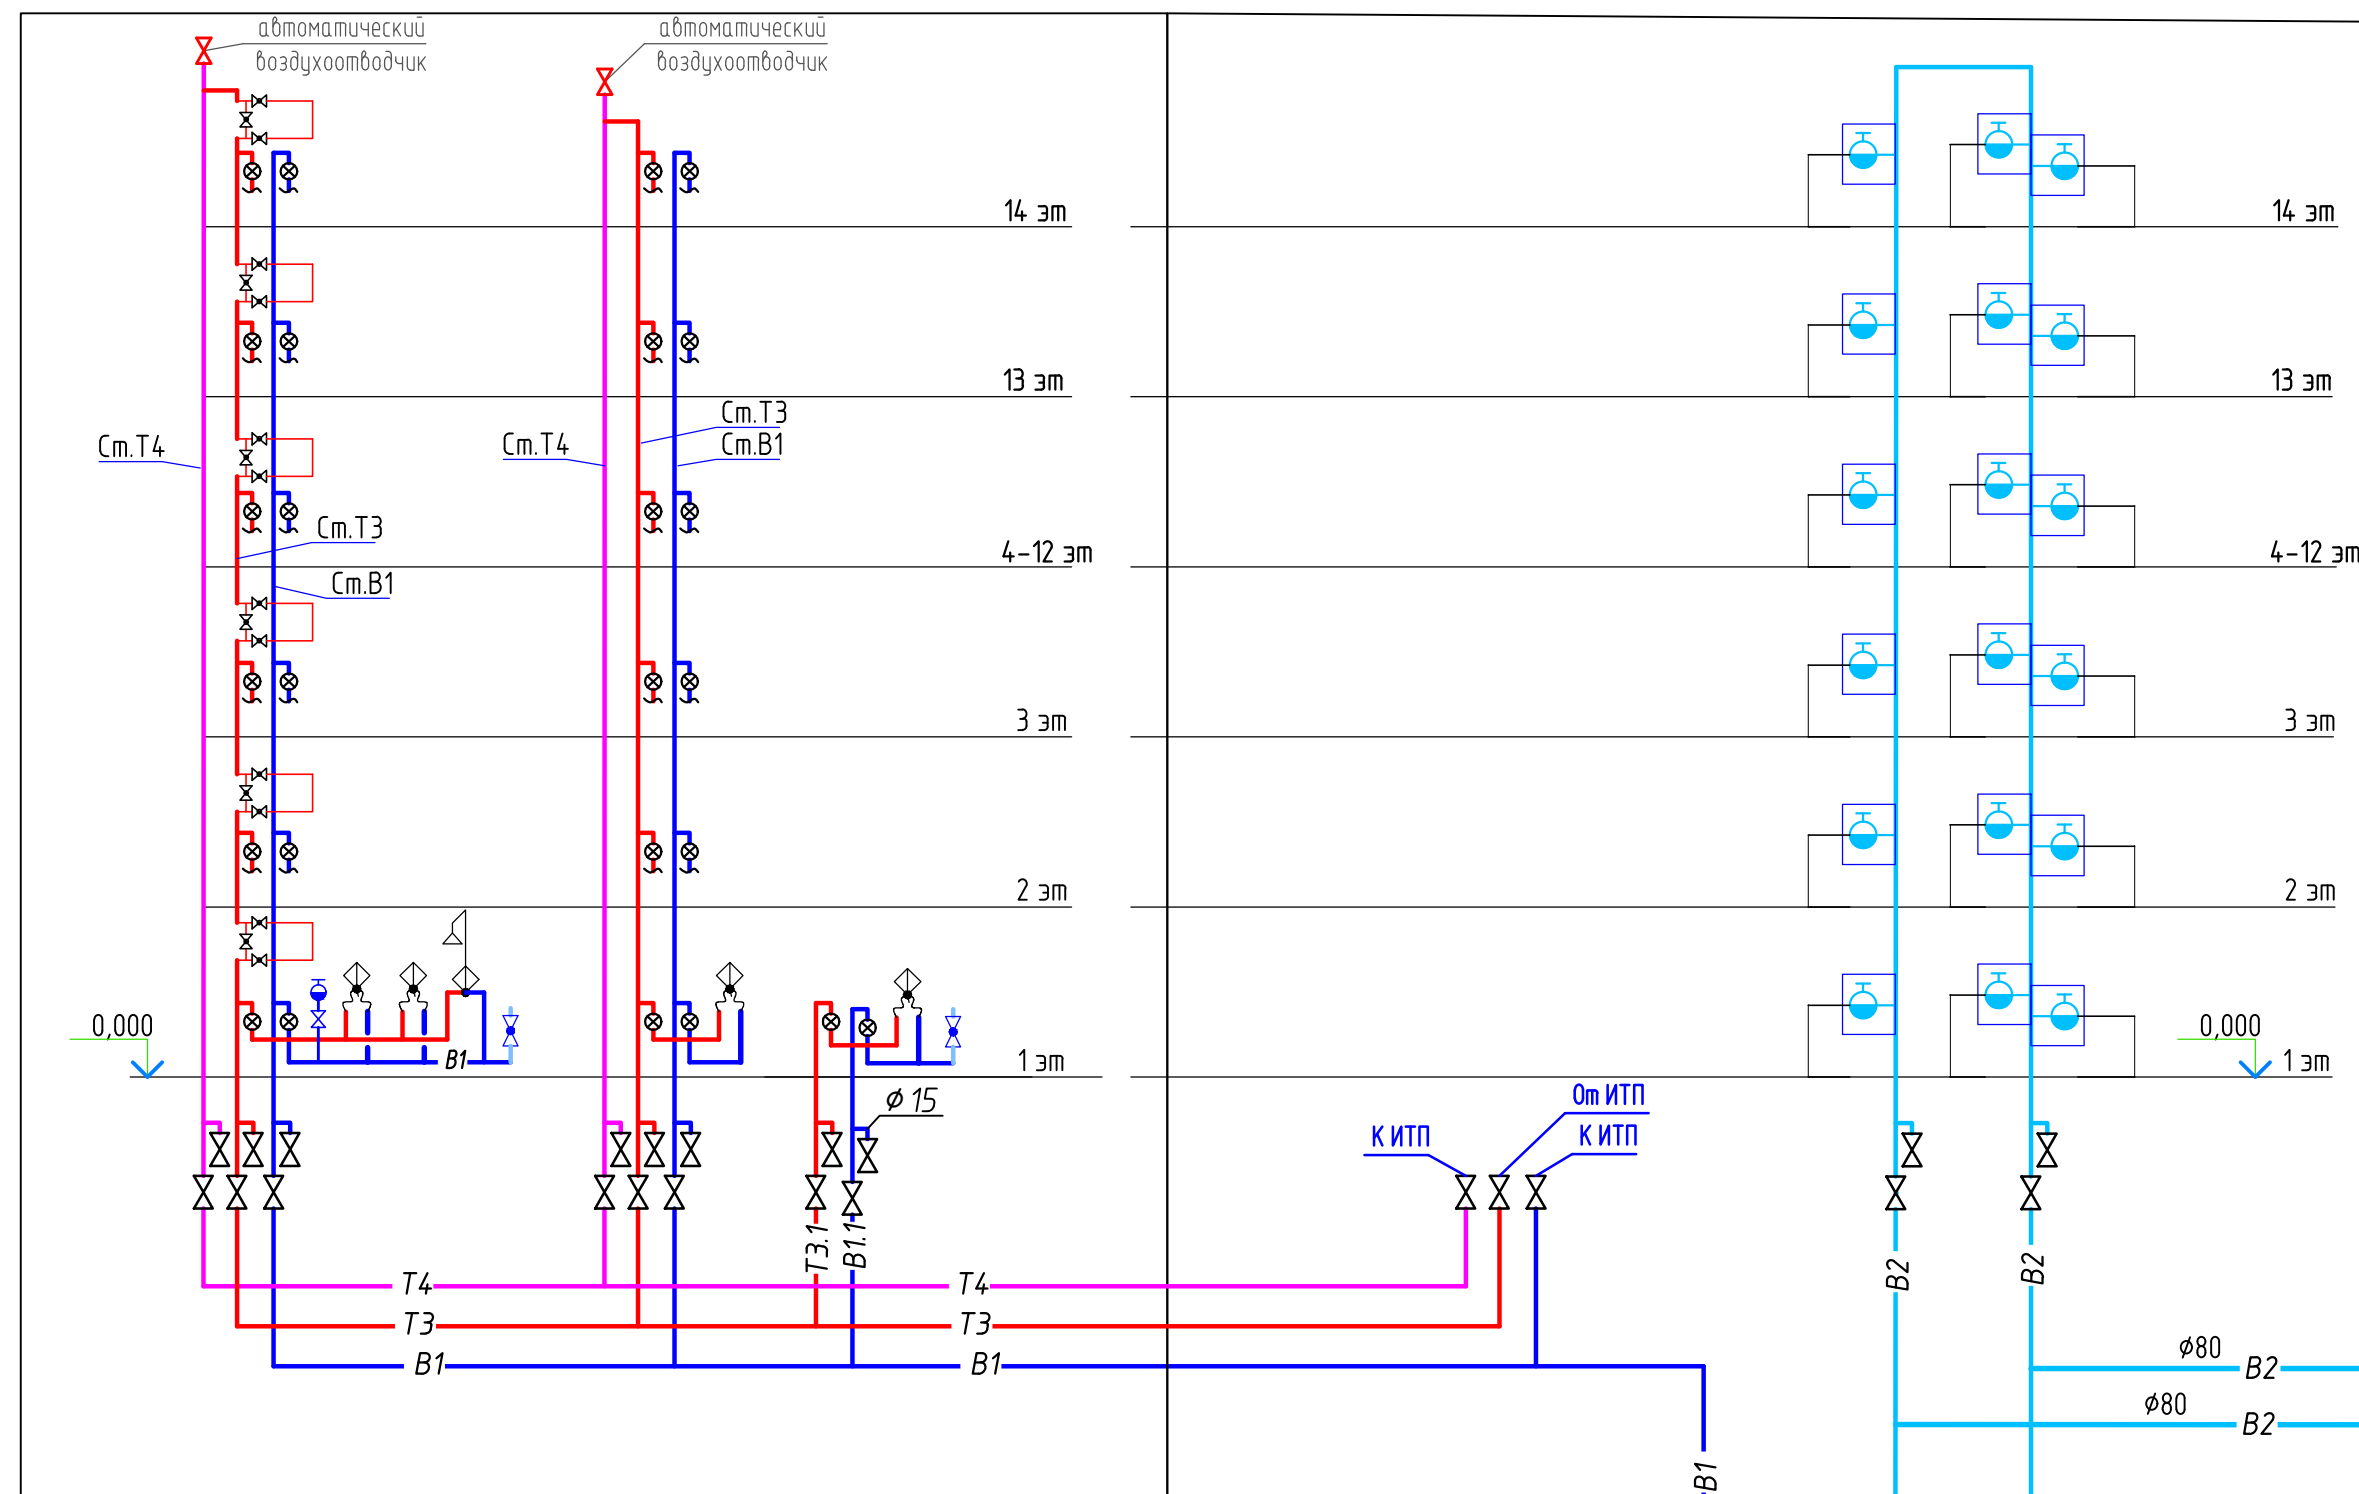 автоматический
воздухоотводчик
автоматический
воздухоотводчик
14 эт
14 эт
13 эт
13 эт
Ст.Т4
Ст.Т4
Ст.Т3
Ст.В1
Ст.Т3
Ст.В1
4-12 эт
4-12 эт
3 эт
3 эт
2 эт
2 эт
0,000
В1
1 эт
0,000
1 эт
ϕ 15
К ИТП
От ИТП
К ИТП
Т3.1
В1.1
В2
В2
Т4
Т4
Т3
Т3
В1
В1
ϕ80
В2
ϕ80
В2
В1